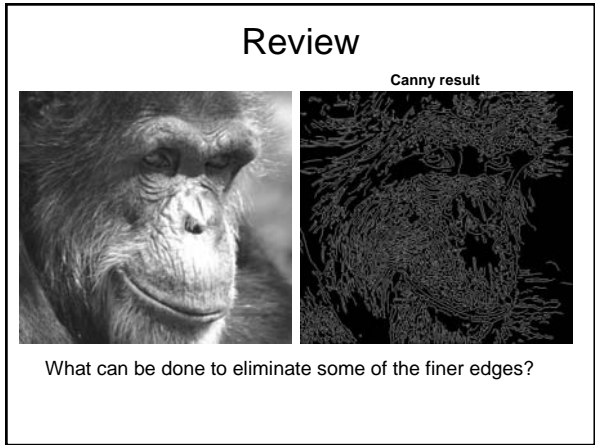 Review
Canny result
What can be done to eliminate some of the finer edges?